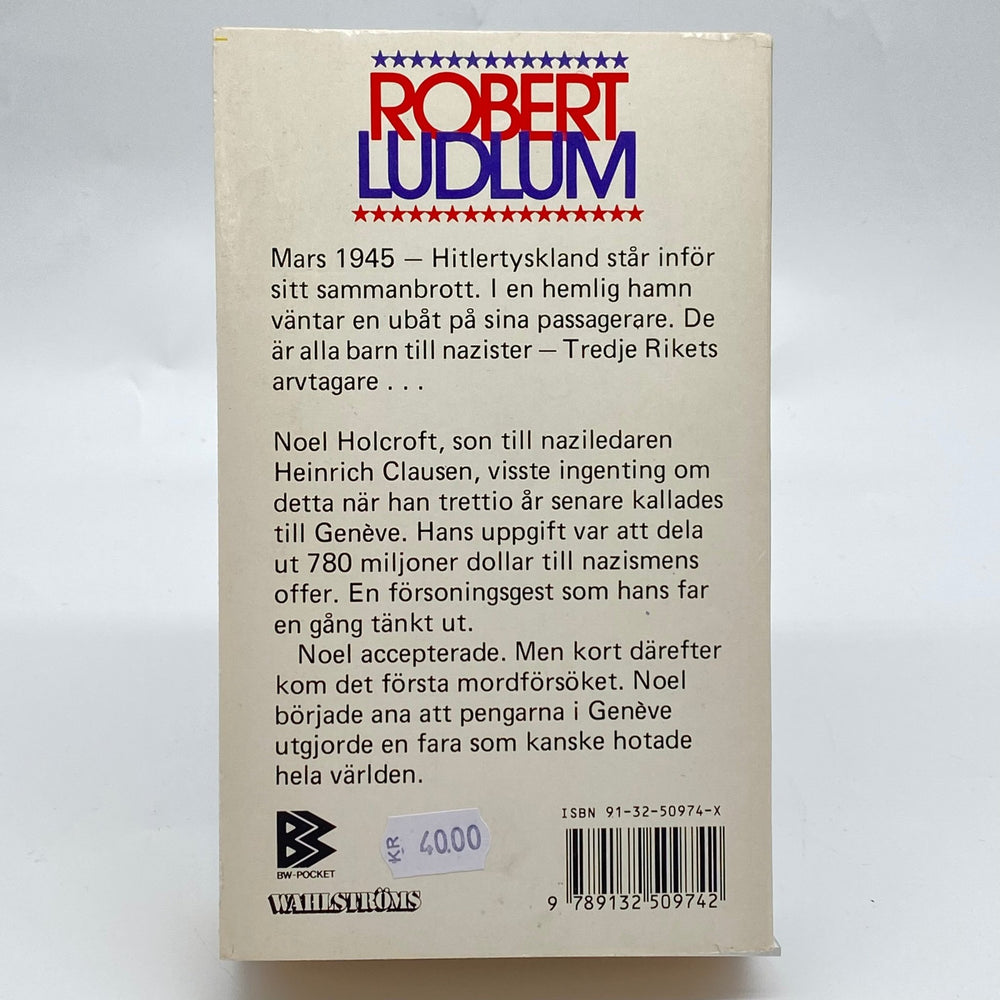 ROBERT
LUDLUM
Mars 1945 — Hitlertyskland står inför
sitt sammanbrott. I en hemlig hamn
väntar en ubåt på sina passagerare. De
är alla barn till nazister — Tredje Rikets
arvtagare . . .
Noel Holcroft, son till naziledaren
Heinrich Clausen, visste ingenting om
detta när han trettio år senare kallades
till Genève. Hans uppgift var att dela
ut 780 miljoner dollar till nazismens
offer. En försoningsgest som hans far
en gång tänkt ut.
Noel accepterade. Men kort därefter
kom det första mordförsöket. Noel
började ana att pengarna i Genève
utgjorde en fara som kanske hotade
hela världen.
BW-POCKET
WAHLSTRÖMS
KR 40.00
ISBN 91-32-50974-X
9 789132 509742